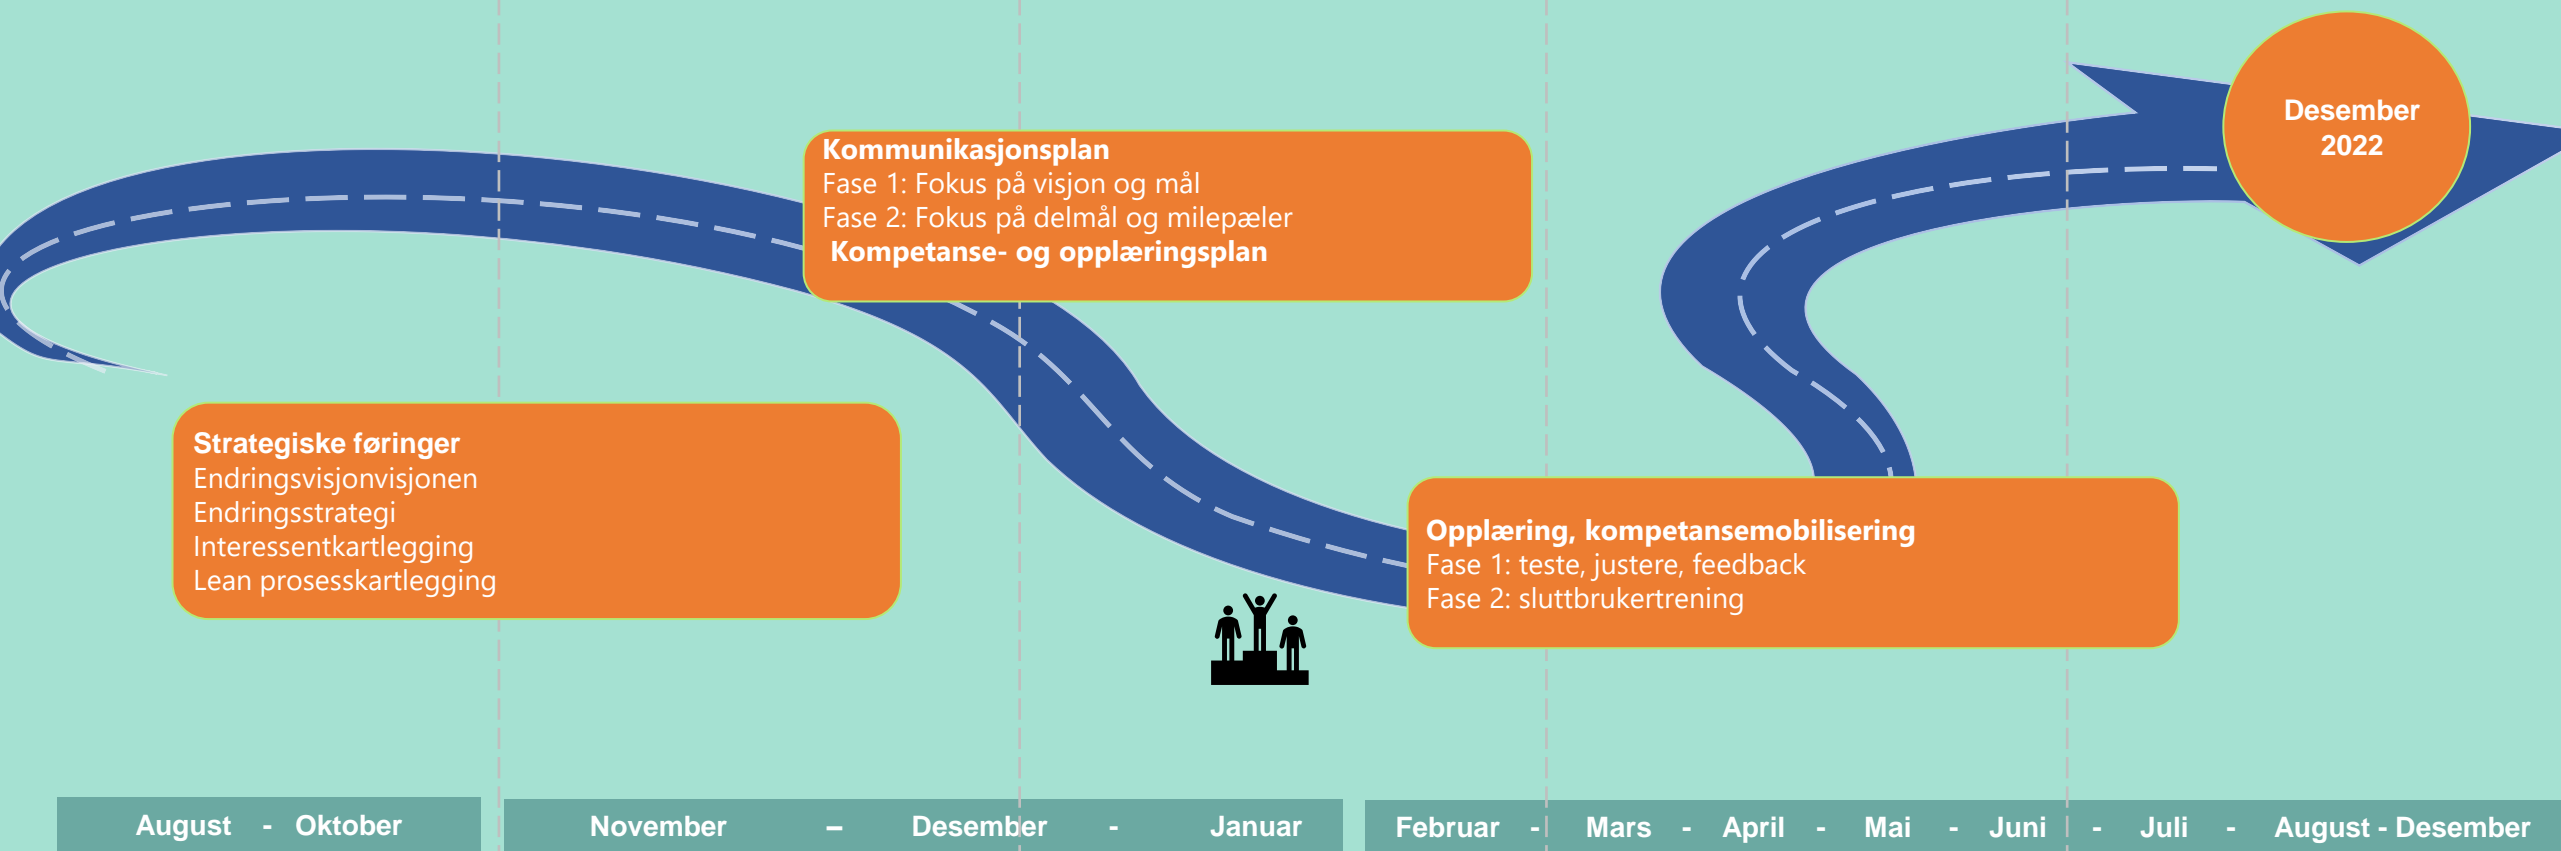 Desember
2022
Kommunikasjonsplan
Fase 1: Fokus på visjon og mål
Fase 2: Fokus på delmål og milepæler
Kompetanse- og opplæringsplan
Strategiske føringer
Endringsvisjonvisjonen
Endringsstrategi
Interessentkartlegging
Lean prosesskartlegging
Opplæring, kompetansemobilisering
Fase 1: teste, justere, feedback
Fase 2: sluttbrukertrening
August - Oktober
November – Desember - Januar
Februar - Mars - April - Mai - Juni - Juli - August - Desember